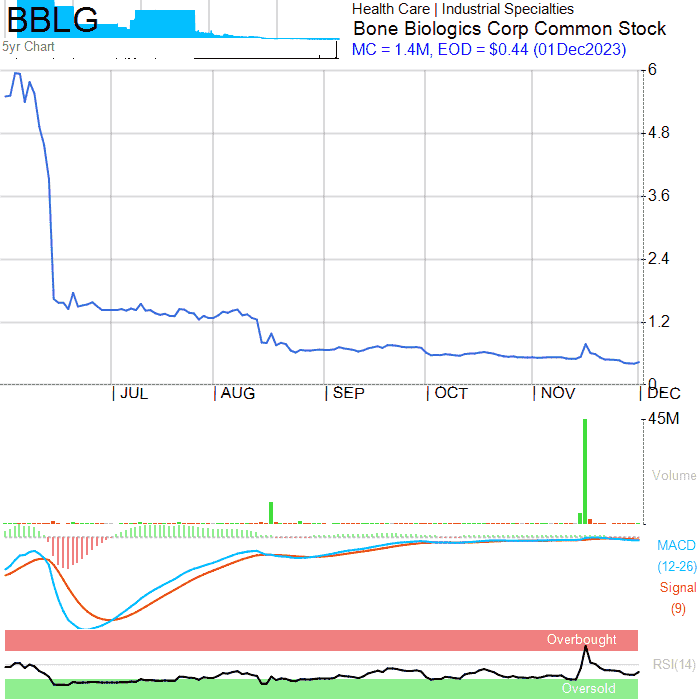 BBLG
5yr Chart
Health Care | Industrial Specialties
Bone Biologics Corp Common Stock
MC = 1.4M, EOD = $0.44 (01Dec2023)
6
4.8
3.6
2.4
1.2
0
JUL AUG SEP OCT NOV DEC
45M
Volume
MACD
(12-26)
Signal
(9)
Overbought
RSI(14)
Oversold